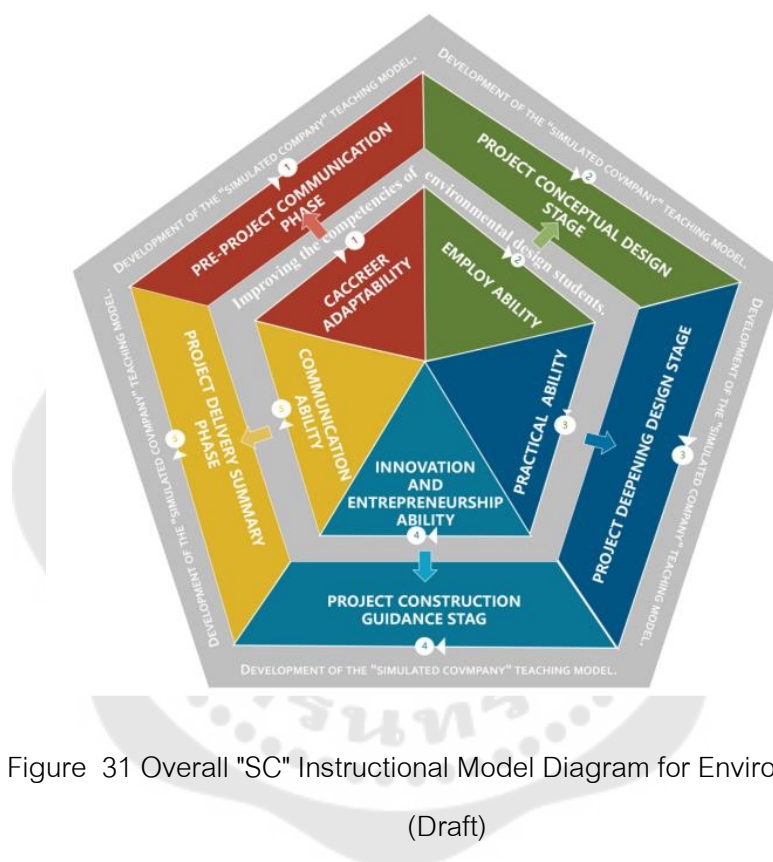 DEVELOPMENT OF THE "SIMULATED COVMPANY" TEACHING MODEL.
DEVELOPMENT OF THE "SIMULATED COVMPANY" TEACHING MODEL.
1
2
PRE-PROJECT COMMUNICATION
PHASE
PROJECT CONCEPTUAL DESIGN
STAGE
Improving the competencies of environmental design students.
1
2
CACCREER
ADAPTABILITY
EMPLOY ABILITY
DEVELOPMENT OF THE "SIMULATED COVMPANY" TEACHING MODEL.
5
PROJECT DELIVERY SUMMARY
PHASE
5
COMMUNICATION
ABILITY
PRACTICAL ABILITY
3
PROJECT DEEPENING DESIGN STAGE
3
DEVELOPMENT OF THE "SIMULATED COVMPANY" TEACHING MODEL.
INNOVATION
AND
ENTREPRENEURSHIP
ABILITY
4
PROJECT CONSTRUCTION
GUIDANCE STAG
4
DEVELOPMENT OF THE "SIMULATED COVMPANY" TEACHING MODEL.
Figure 31 Overall "SC" Instructional Model Diagram for Enviro
(Draft)